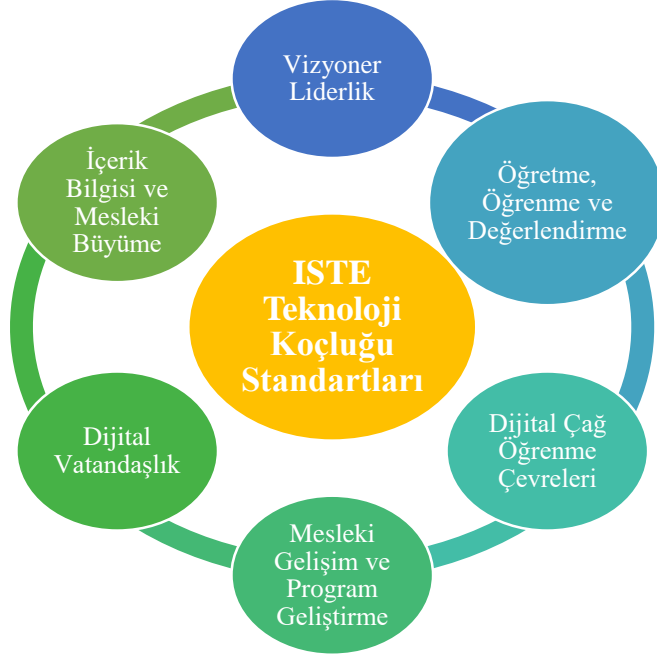 Vizyoner
Liderlik
Öğretme,
Öğrenme ve
Değerlendirme
Dijital Çağ
Öğrenme
Çevreleri
Mesleki
Gelişim ve
Program
Geliştirme
Dijital
Vatandaşlık
İçerik
Bilgisi ve
Mesleki
Büyüme
ISTE
Teknoloji
Koçluğu
Standartları